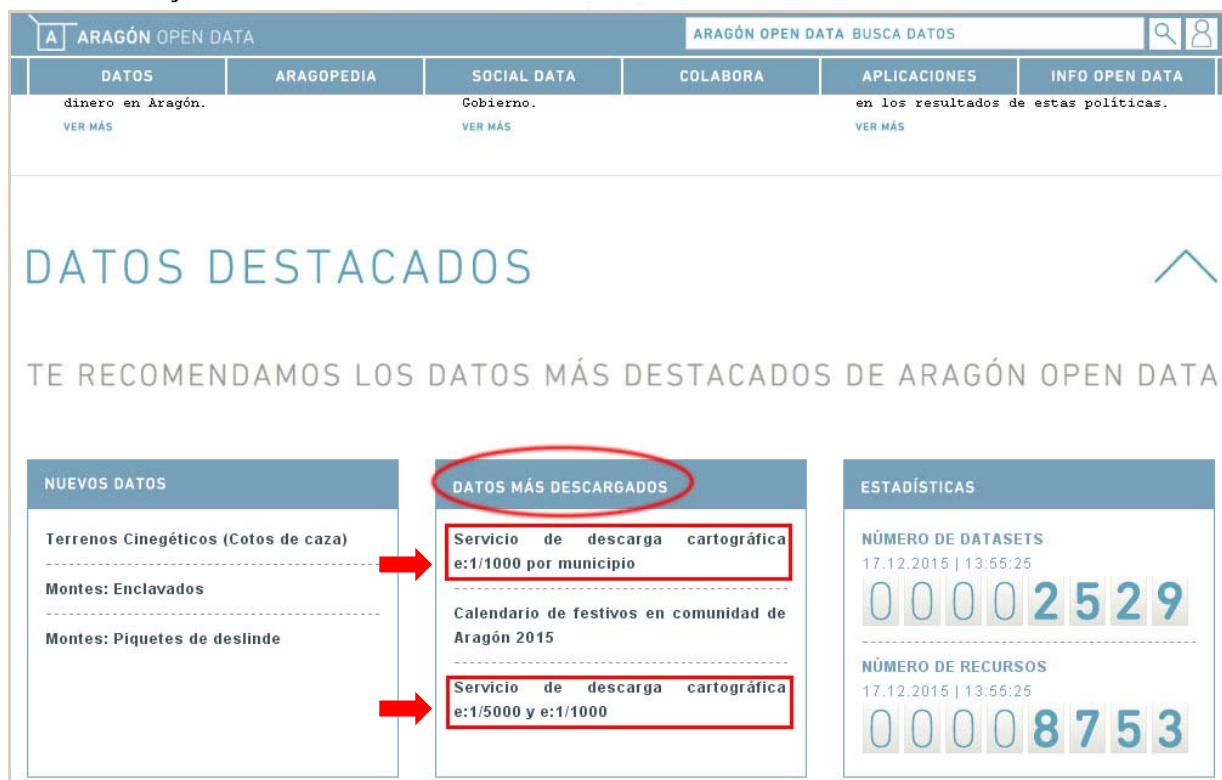 A ARAGÓN OPEN DATA
ARAGÓN OPEN DATA BUSCA DATOS
DATOS ARAGOPEDIA SOCIAL DATA COLABORA APLICACIONES INFO OPEN DATA
dinero en Aragón.
VER MÁS
Gobierno.
VER MÁS
en los resultados de estas políticas.
VER MÁS
DATOS DESTACADOS
TE RECOMENDAMOS LOS DATOS MÁS DESTACADOS DE ARAGÓN OPEN DATA
NUEVOS DATOS
Terrenos Cinegéticos (Cotos de caza)
Montes: Enclavados
Montes: Piquetes de deslinde
DATOS MÁS DESCARGADOS
Servicio de descarga cartográfica
e:1/1000 por municipio
Calendario de festivos en comunidad de
Aragón 2015
Servicio de descarga cartográfica
e:1/5000 y e:1/1000
ESTADÍSTICAS
NÚMERO DE DATASETS
17.12.2015 | 13:55:25
00002529
NÚMERO DE RECURSOS
17.12.2015 | 13:55:25
00008753